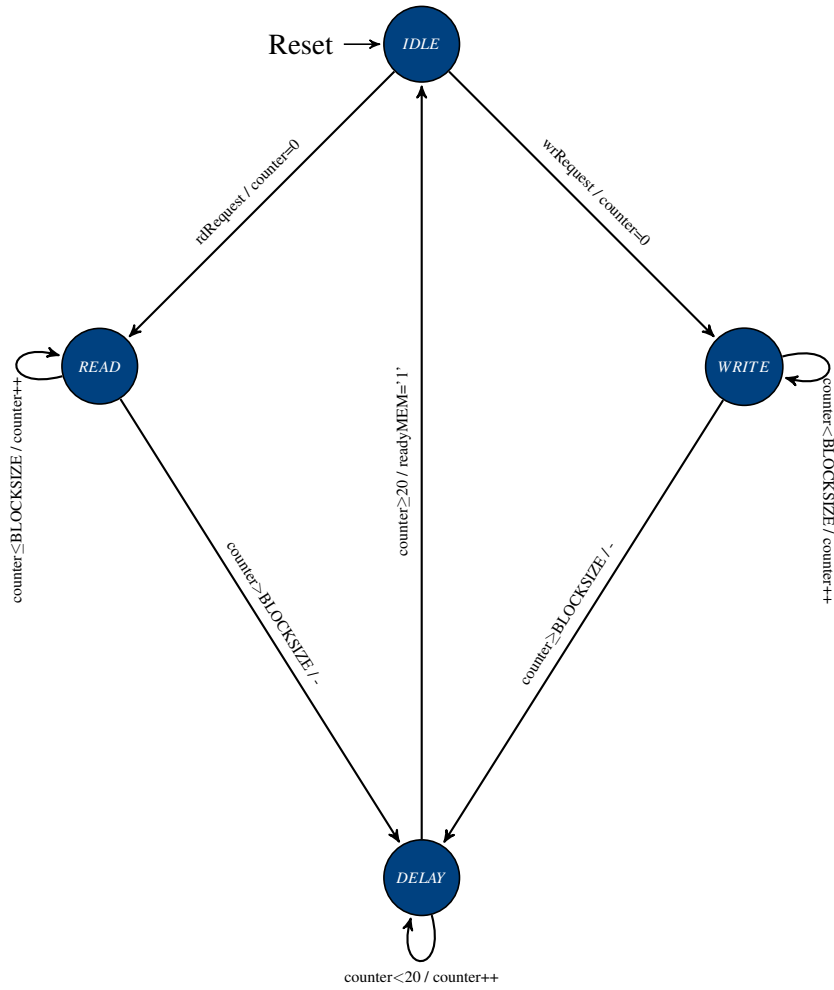 Reset
IDLE
rdRequest / counter=0
wrRequest / counter=0
READ
WRITE
counter≤BLOCKSIZE / counter++
counter≥20 / readyMEM='1'
counter<BLOCKSIZE / counter++
counter>BLOCKSIZE / -
counter≥BLOCKSIZE / -
DELAY
counter<20 / counter++